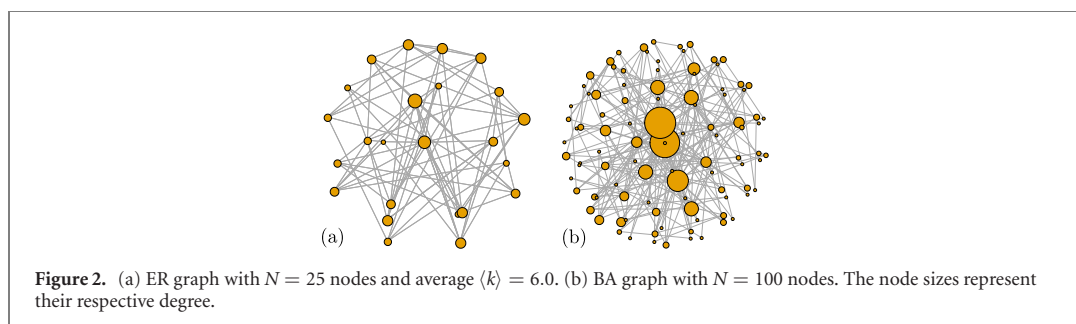 (a)
(b)
Figure 2. (a) ER graph with N = 25 nodes and average ⟨k⟩ = 6.0. (b) BA graph with N = 100 nodes. The node sizes represent
their respective degree.